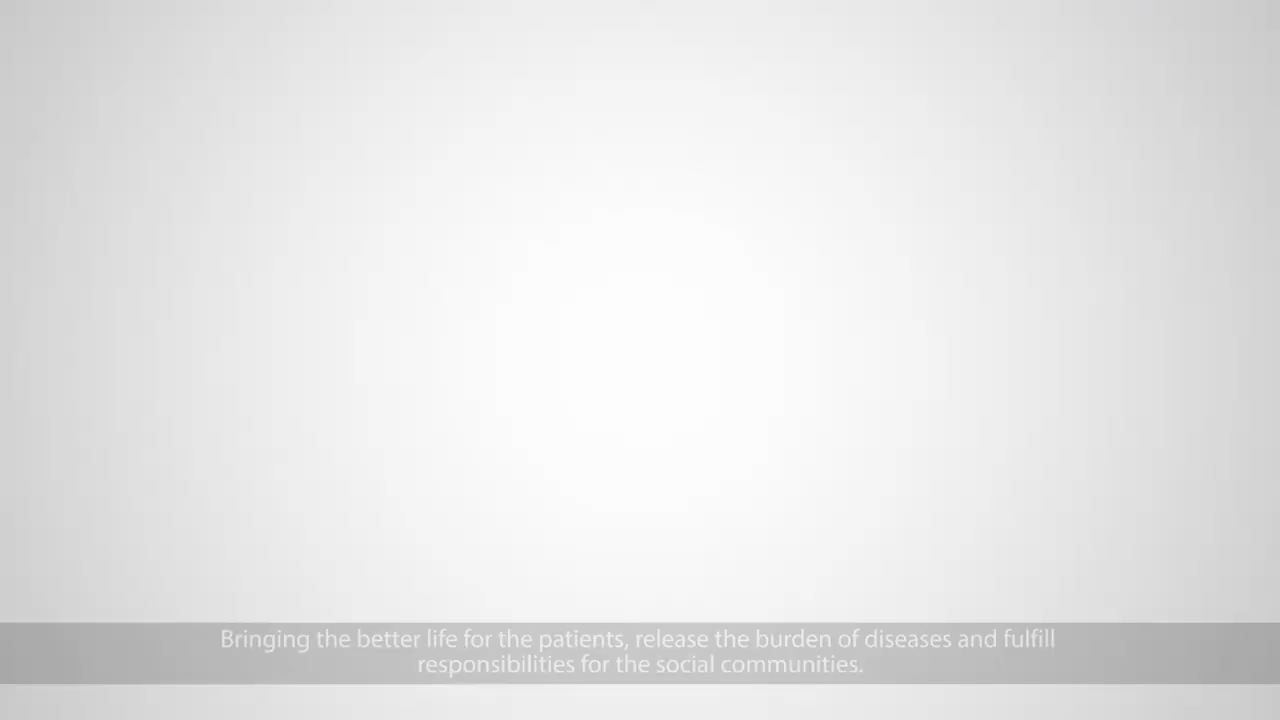 Bringing the better life for the patients, release the burden of diseases and fulfill
responsibilities for the social communities.